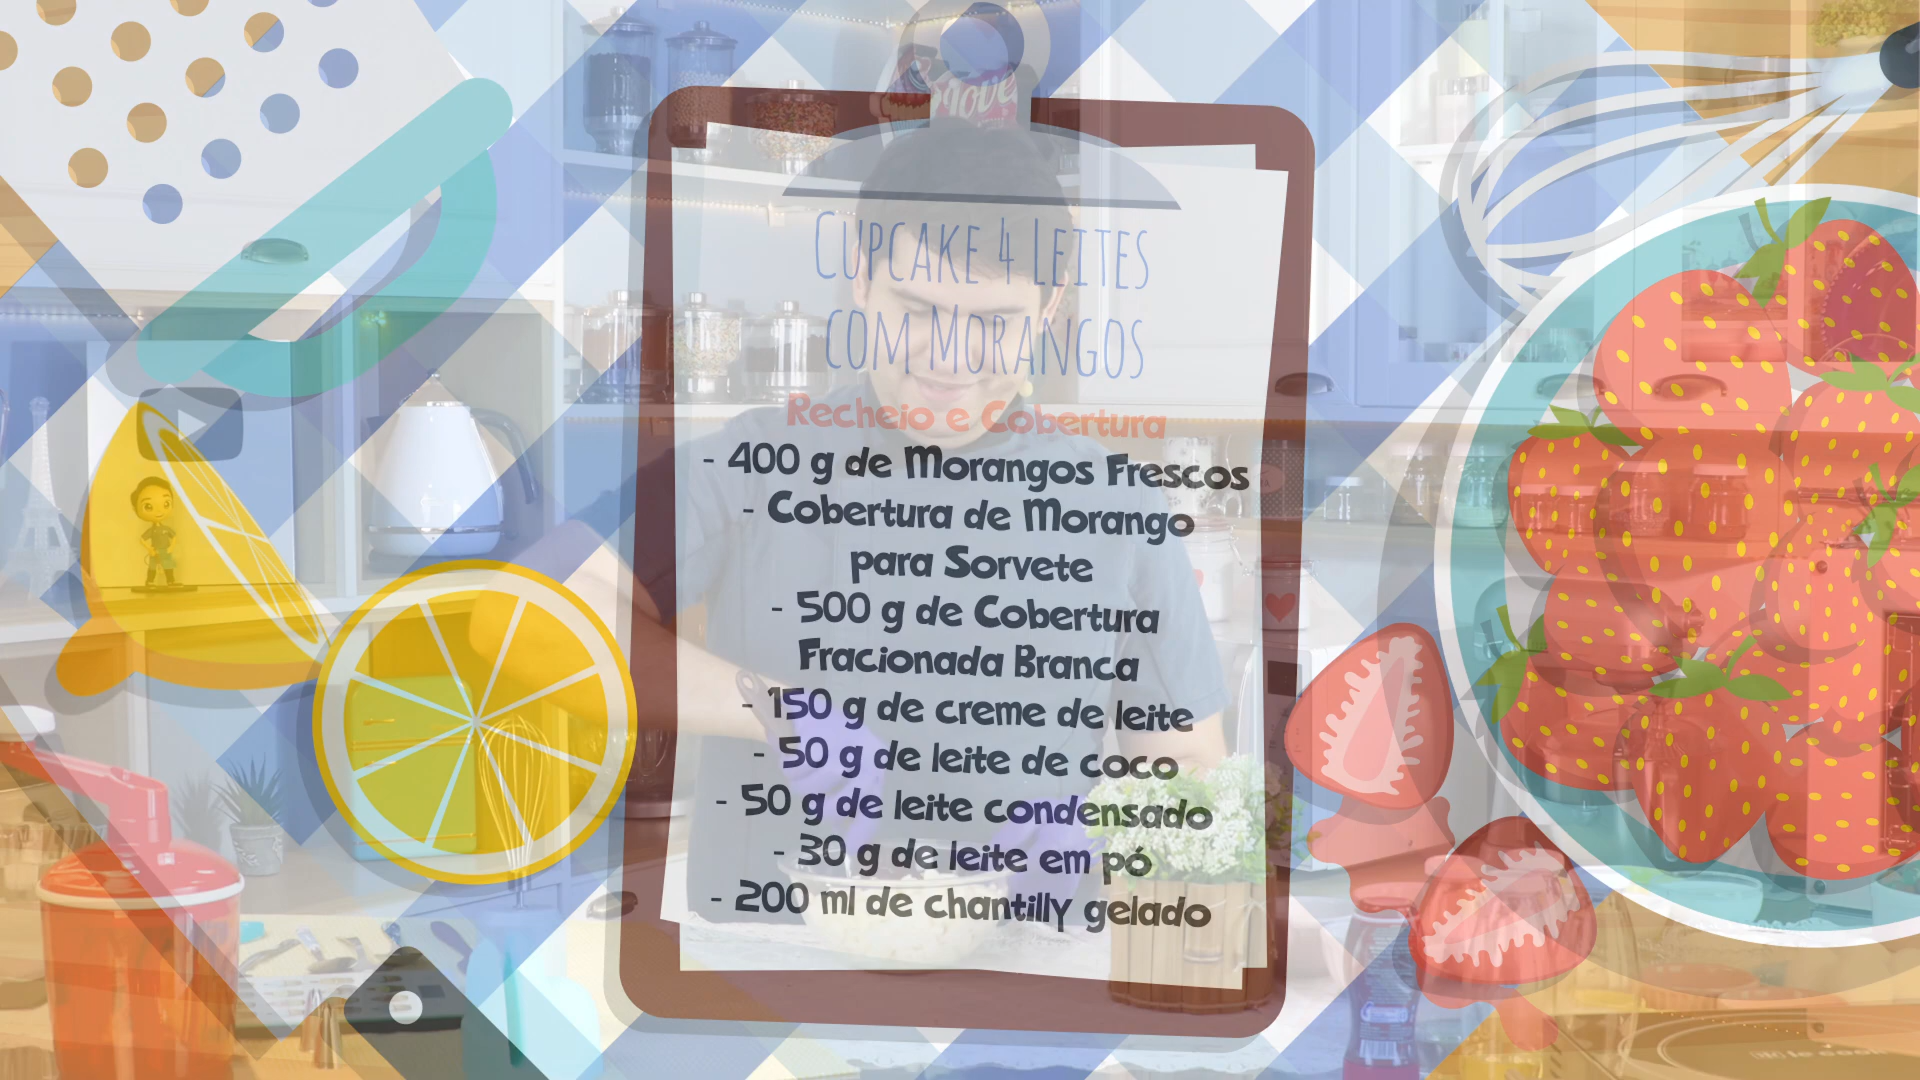 Love
Cupcake 4 Leites
com Morangos
Recheio e Cobertura
- 400 g de Morangos Frescos
- Cobertura de Morango
para Sorvete
- 500 g de Cobertura
Fracionada Branca
- 150 g de creme de leite
- 50 g de leite de coco
- 50 g de leite condensado
- 30 g de leite em pó
- 200 ml de chantilly gelado